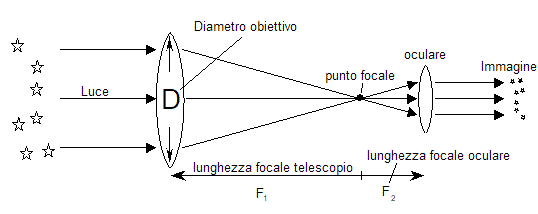 Diametro obiettivo
oculare
Immagine
punto focale
Luce
D
lunghezza focale telescopio
lunghezza focale oculare
F1
F2